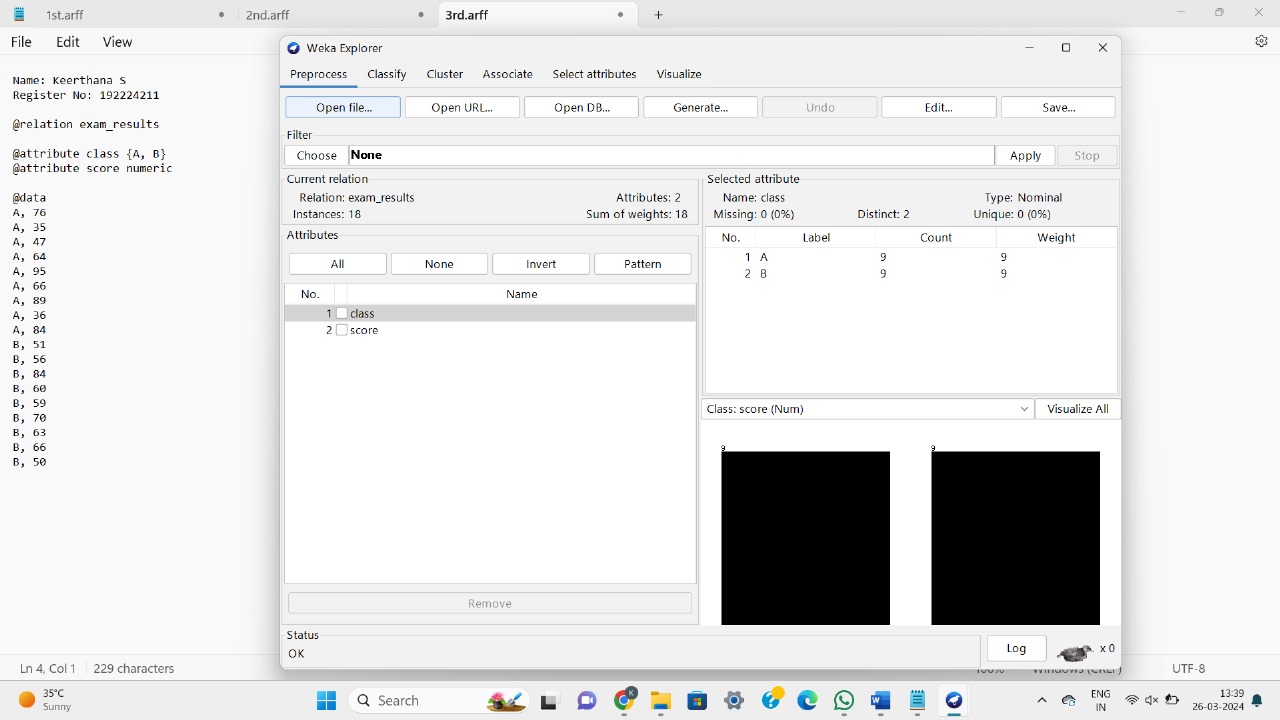 1st.arff
2nd.arff
3rd.arff
File Edit View
Name: Keerthana S
Register No: 192224211
@relation exam_results
@attribute class {A, B}
@attribute score numeric
@data
A, 76
A, 35
A, 47
A, 64
A, 95
A, 66
A, 89
A, 36
A, 84
B, 51
B, 56
B, 84
B, 60
B, 59
B, 70
B, 63
B, 66
B, 50
Weka Explorer
Preprocess Classify Cluster Associate Select attributes Visualize
Open file... Open URL... Open DB... Generate... Undo Edit... Save...
Filter
Choose None Apply Stop
Current relation
Relation: exam_results Attributes: 2
Instances: 18 Sum of weights: 18
Attributes
All None Invert Pattern
No. Name
1 class
2 score
Remove
Selected attribute
Name: class Type: Nominal
Missing: 0 (0%) Distinct: 2 Unique: 0 (0%)
No. Label Count Weight
1 A 9 9
2 B 9 9
Class: score (Num) Visualize All
9 9
Status
OK
Log x 0
Ln 4, Col 1 229 characters 100% Windows (CRLF) UTF-8
35°C
Sunny
Search
K
ENG
IN
13:39
26-03-2024